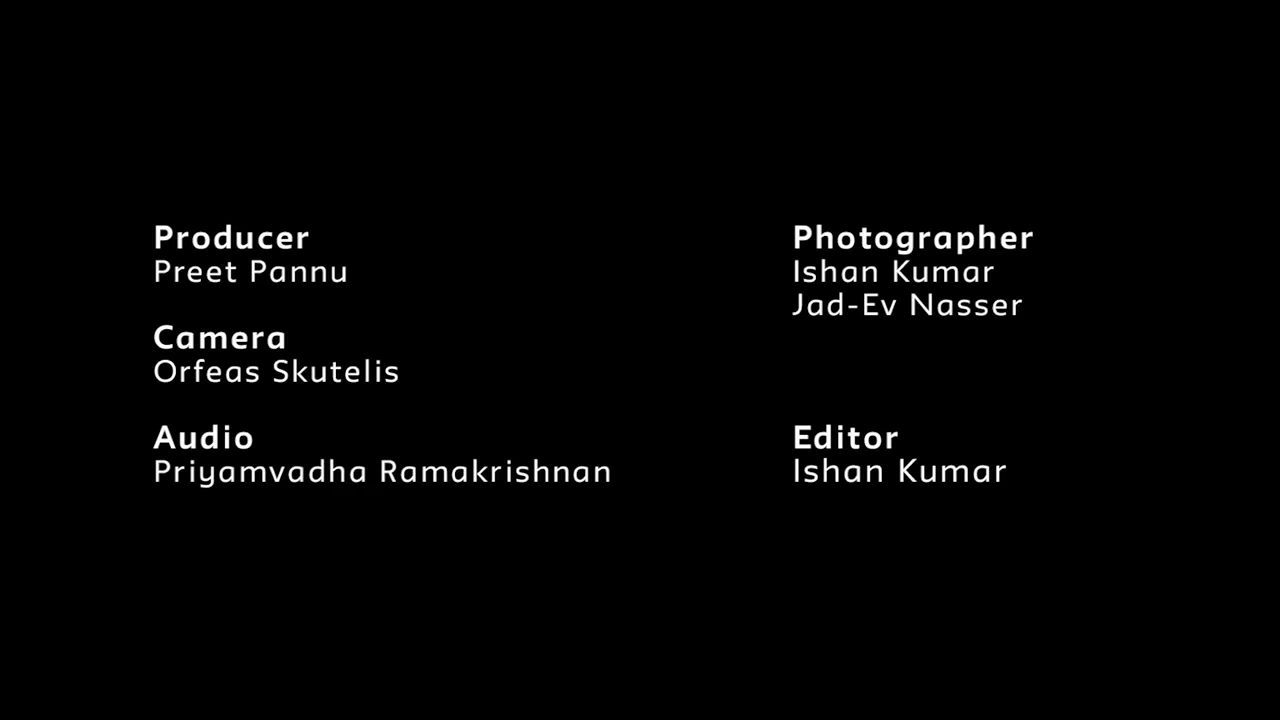 Producer
Preet Pannu
Camera
Orfeas Skutelis
Audio
Priyamvadha Ramakrishnan
Photographer
Ishan Kumar
Jad-Ev Nasser
Editor
Ishan Kumar